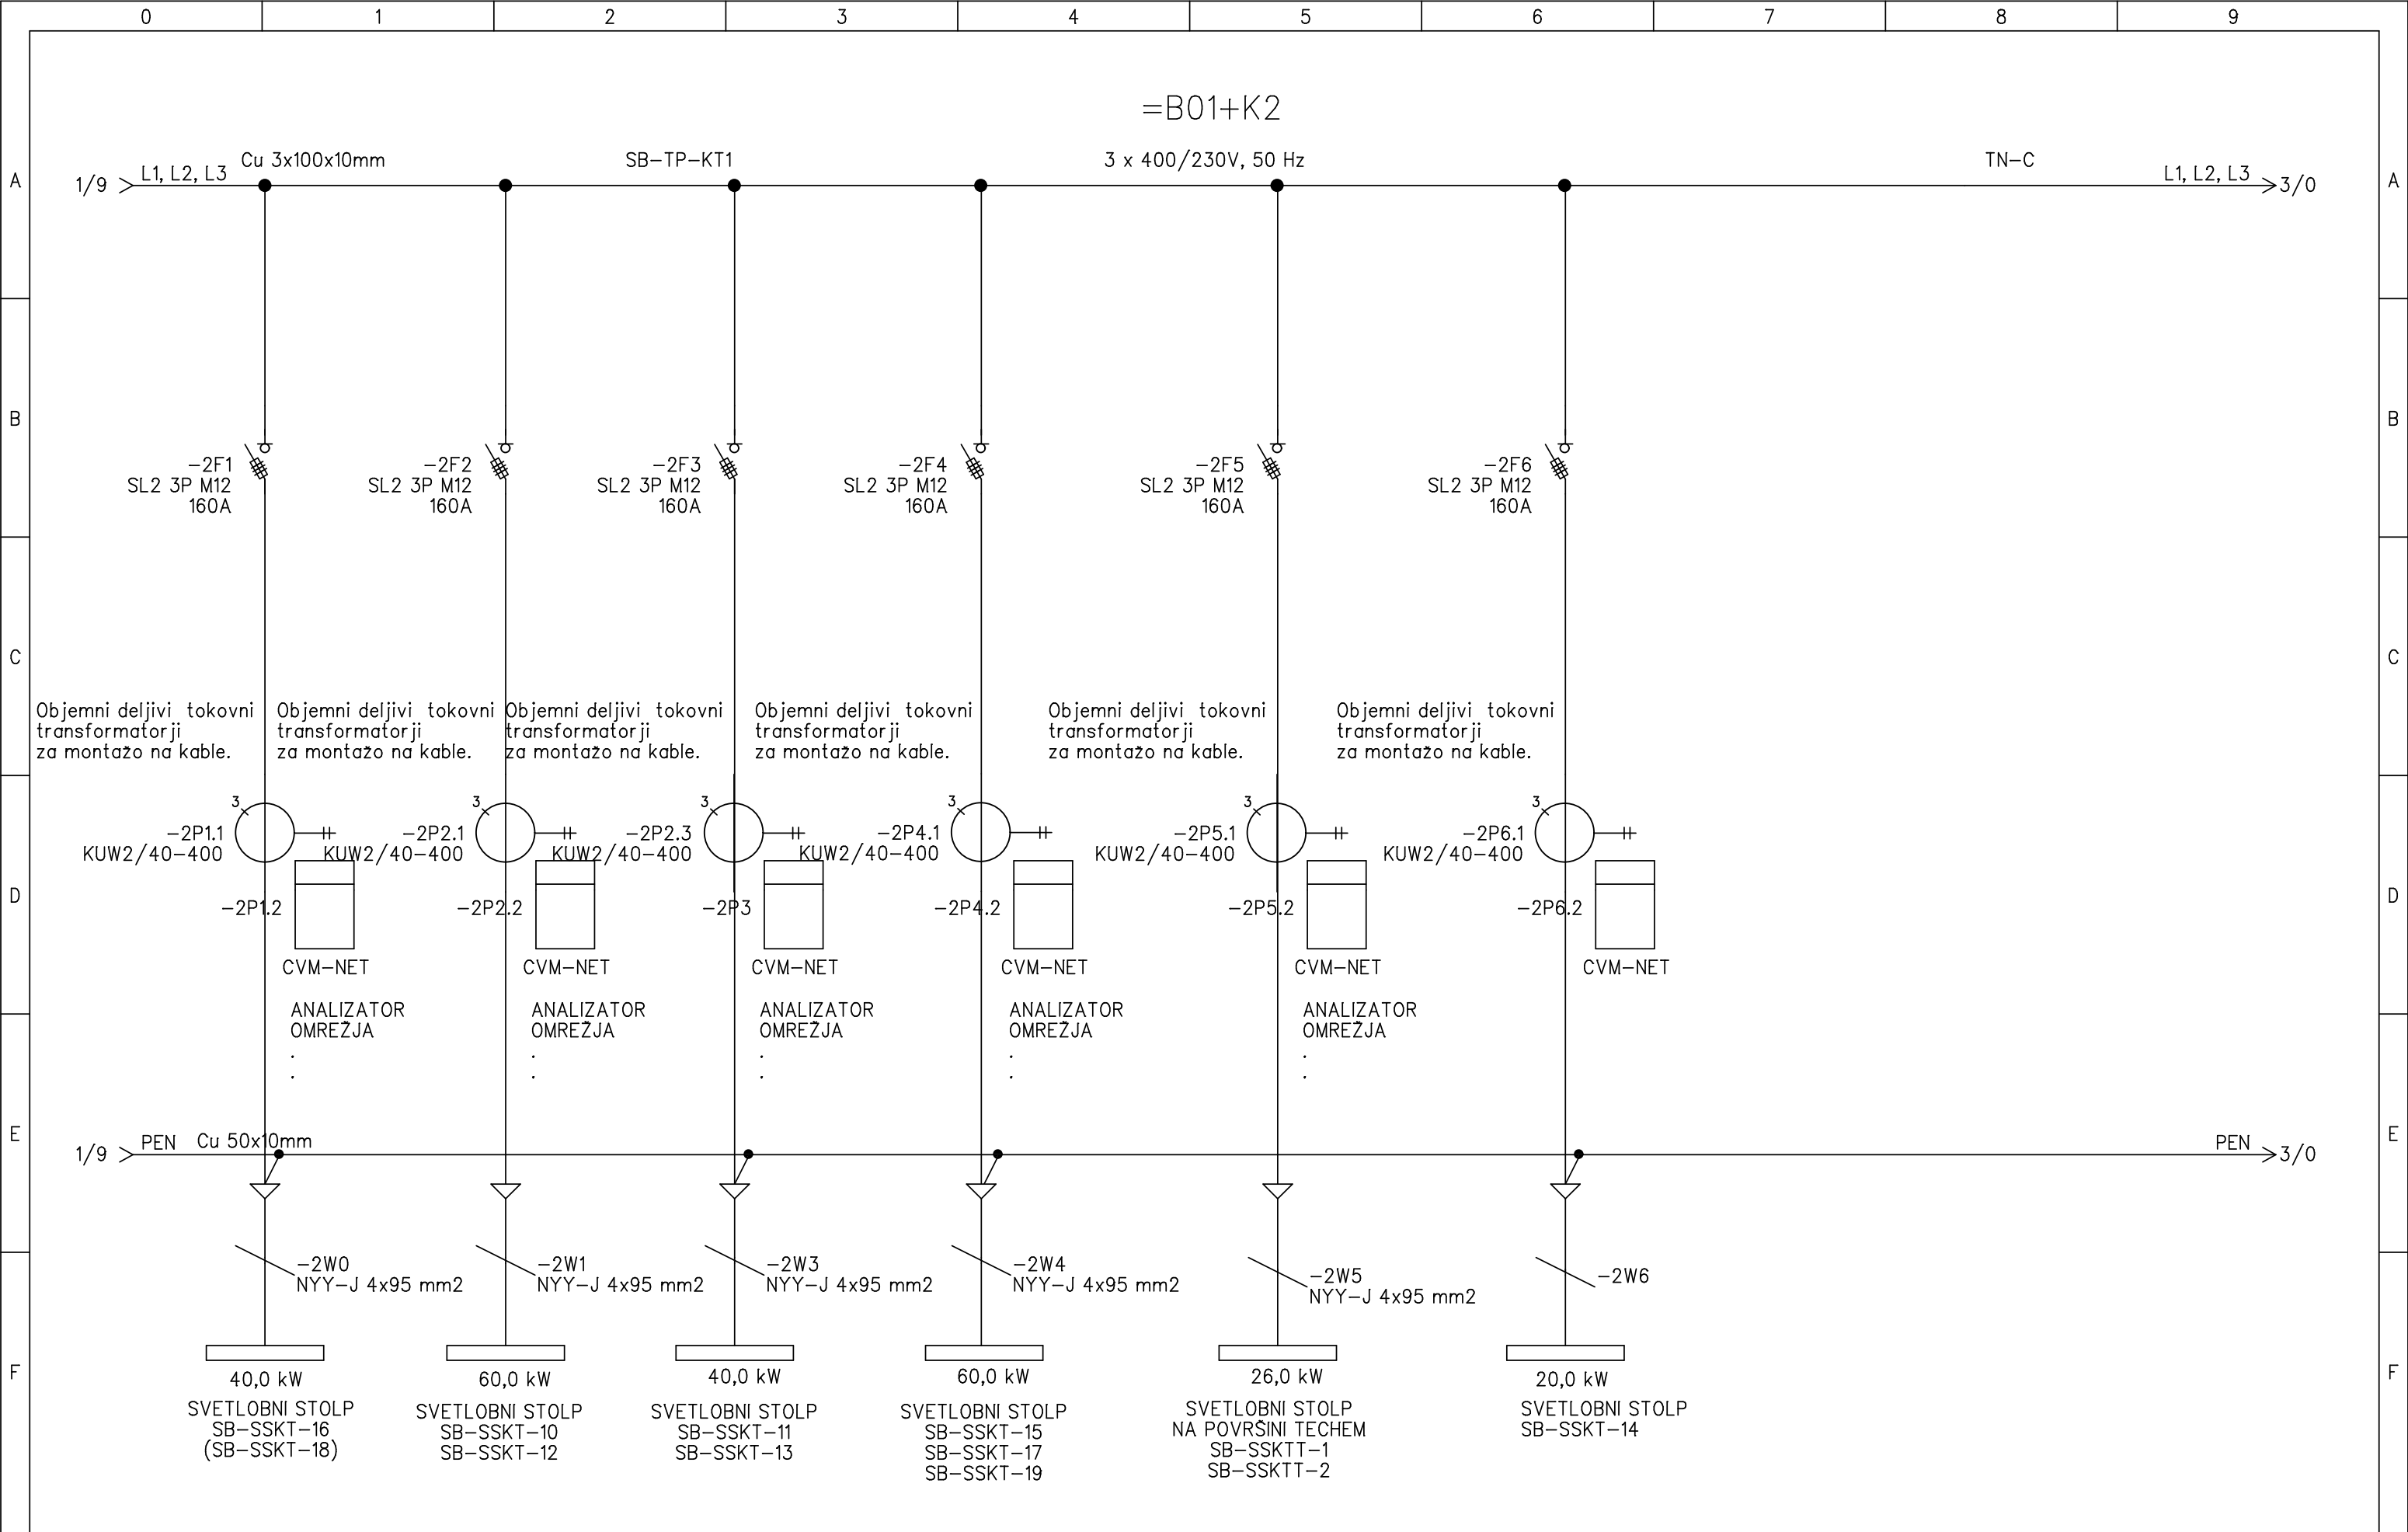 0 1 2 3 4 5 6 7 8 9
=B01+K2
Cu 3x100x10mm SB-TP-KT1 3 x 400/230V, 50 Hz TN-C
A 1/9 L1, L2, L3 L1, L2, L3 3/0 A
B B
-2F1
SL2 3P M12
160A
-2F2
SL2 3P M12
160A
-2F3
SL2 3P M12
160A
-2F4
SL2 3P M12
160A
-2F5
SL2 3P M12
160A
-2F6
SL2 3P M12
160A
C C
Objemni deljivi tokovni
transformatorji
za montažo na kable.
Objemni deljivi tokovni
transformatorji
za montažo na kable.
Objemni deljivi tokovni
transformatorji
za montažo na kable.
Objemni deljivi tokovni
transformatorji
za montažo na kable.
Objemni deljivi tokovni
transformatorji
za montažo na kable.
Objemni deljivi tokovni
transformatorji
za montažo na kable.
3
-2P1.1
KUW2/40-400
3
-2P2.1
KUW2/40-400
3
-2P2.3
KUW2/40-400
3
-2P4.1
KUW2/40-400
3
-2P5.1
KUW2/40-400
3
-2P6.1
KUW2/40-400
D D
-2P1.2
CVM-NET
ANALIZATOR
OMREŽJA
.
.
-2P2.2
CVM-NET
ANALIZATOR
OMREŽJA
.
.
-2P3
CVM-NET
ANALIZATOR
OMREŽJA
.
.
-2P4.2
CVM-NET
ANALIZATOR
OMREŽJA
.
.
-2P5.2
CVM-NET
ANALIZATOR
OMREŽJA
.
.
-2P6.2
CVM-NET
E E
1/9 PEN Cu 50x10mm PEN 3/0
-2W0
NYY-J 4x95 mm2
-2W1
NYY-J 4x95 mm2
-2W3
NYY-J 4x95 mm2
-2W4
NYY-J 4x95 mm2
-2W5
NYY-J 4x95 mm2
-2W6
F F
40,0 kW
SVETLOBNI STOLP
SB-SSKT-16
(SB-SSKT-18)
60,0 kW
SVETLOBNI STOLP
SB-SSKT-10
SB-SSKT-12
40,0 kW
SVETLOBNI STOLP
SB-SSKT-11
SB-SSKT-13
60,0 kW
SVETLOBNI STOLP
SB-SSKT-15
SB-SSKT-17
SB-SSKT-19
26,0 kW
SVETLOBNI STOLP
NA POVRŠINI TECHEM
SB-SSKTT-1
SB-SSKTT-2
20,0 kW
SVETLOBNI STOLP
SB-SSKT-14